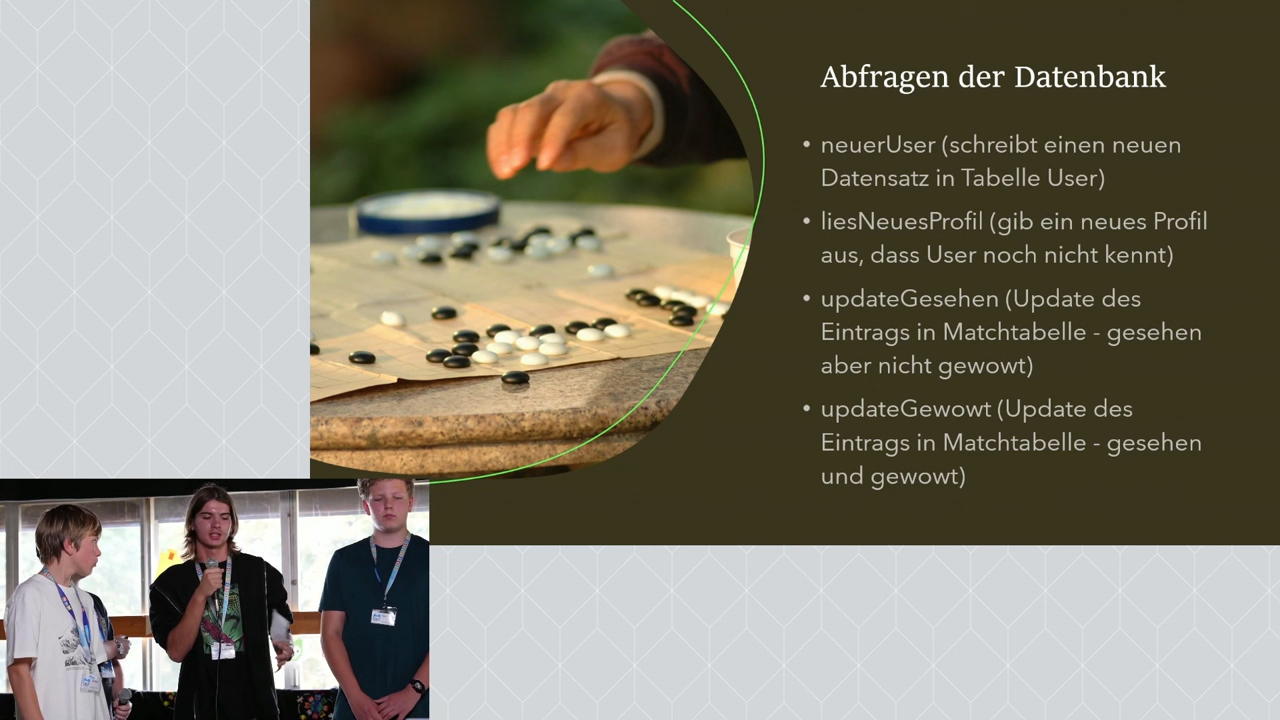 Abfragen der Datenbank
• neuerUser (schreibt einen neuen
Datensatz in Tabelle User)
• liesNeuesProfil (gib ein neues Profil
aus, dass User noch nicht kennt)
• updateGesehen (Update des
Eintrags in Matchtabelle - gesehen
aber nicht gewowt)
• updateGewowt (Update des
Eintrags in Matchtabelle - gesehen
und gewowt)